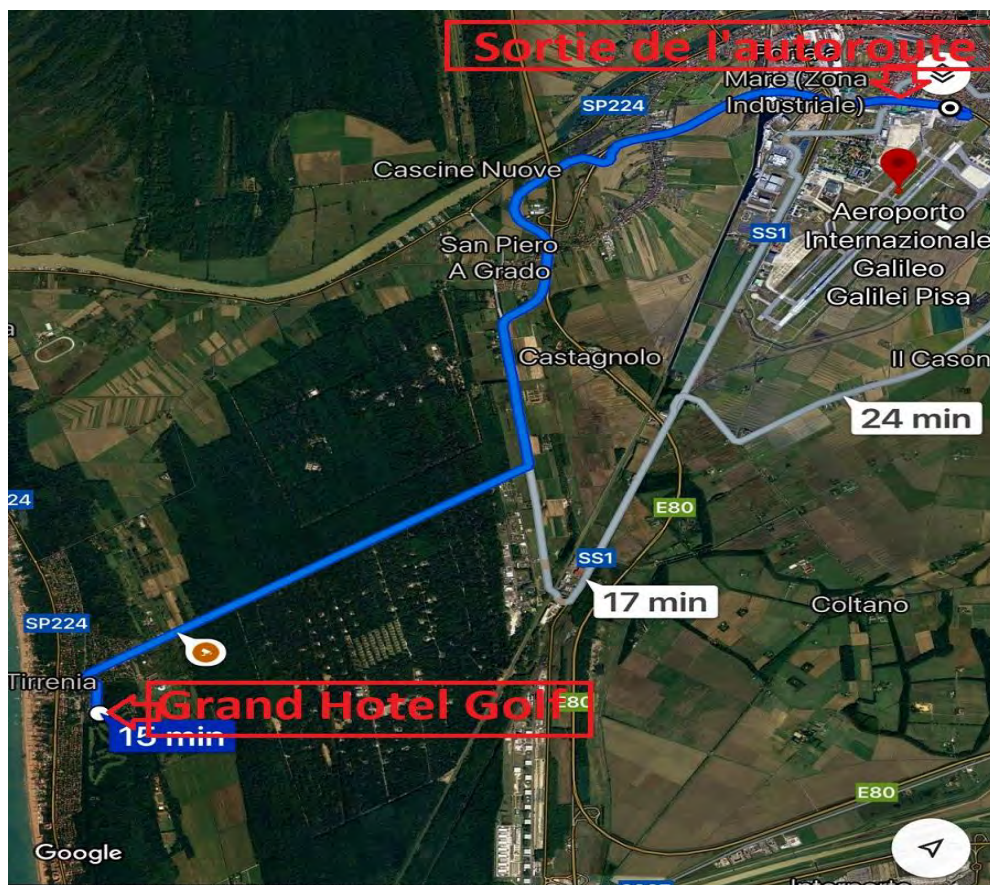 Sortie de l'autoroute
Mare (Zona
Industriale)
SP224
Cascine Nuove
SS1
Aeroporto
Internazionale
Galileo
Galilei Pisa
San Piero
A Grado
Castagnolo
Il Cason
24 min
24
E80
SS1
17 min
Coltano
SP224
Tirrenia
Grand Hotel Golf
E80
15 min
E80
Google